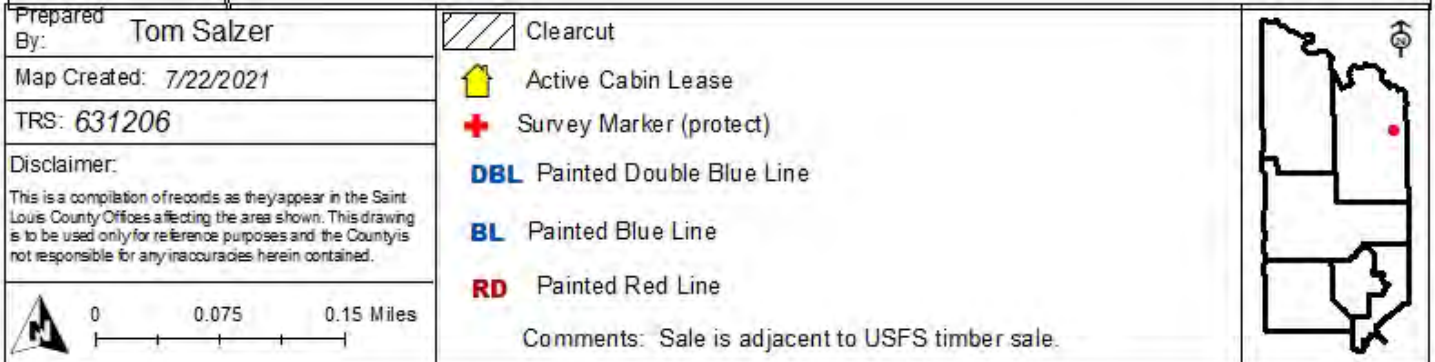 Prepared
By: Tom Salzer
Map Created: 7/22/2021
TRS: 631206
Disclaimer:
This is a compilation of records as they appear in the Saint
Louis County Offices affecting the area shown. This drawing
is to be used only for reference purposes and the County is
not responsible for any inaccuracies herein contained.
N
0 0.075 0.15 Miles
Clearcut
Active Cabin Lease
Survey Marker (protect)
DBL Painted Double Blue Line
BL Painted Blue Line
RD Painted Red Line
Comments: Sale is adjacent to USFS timber sale.
N